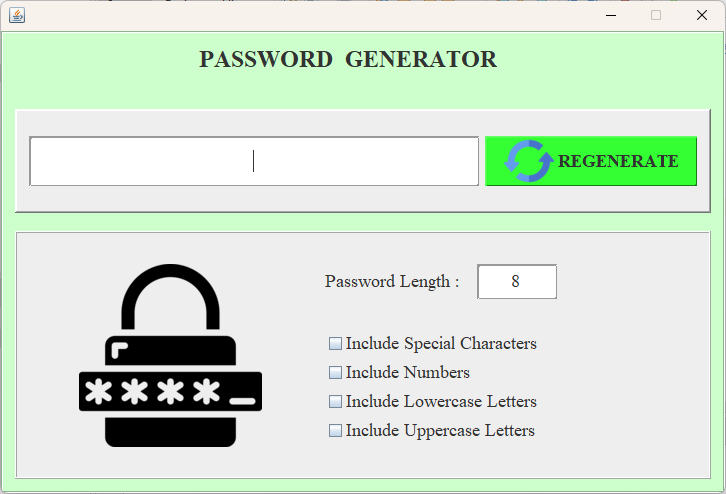 PASSWORD GENERATOR
REGENERATE
Password Length : 8
Include Special Characters
Include Numbers
Include Lowercase Letters
Include Uppercase Letters